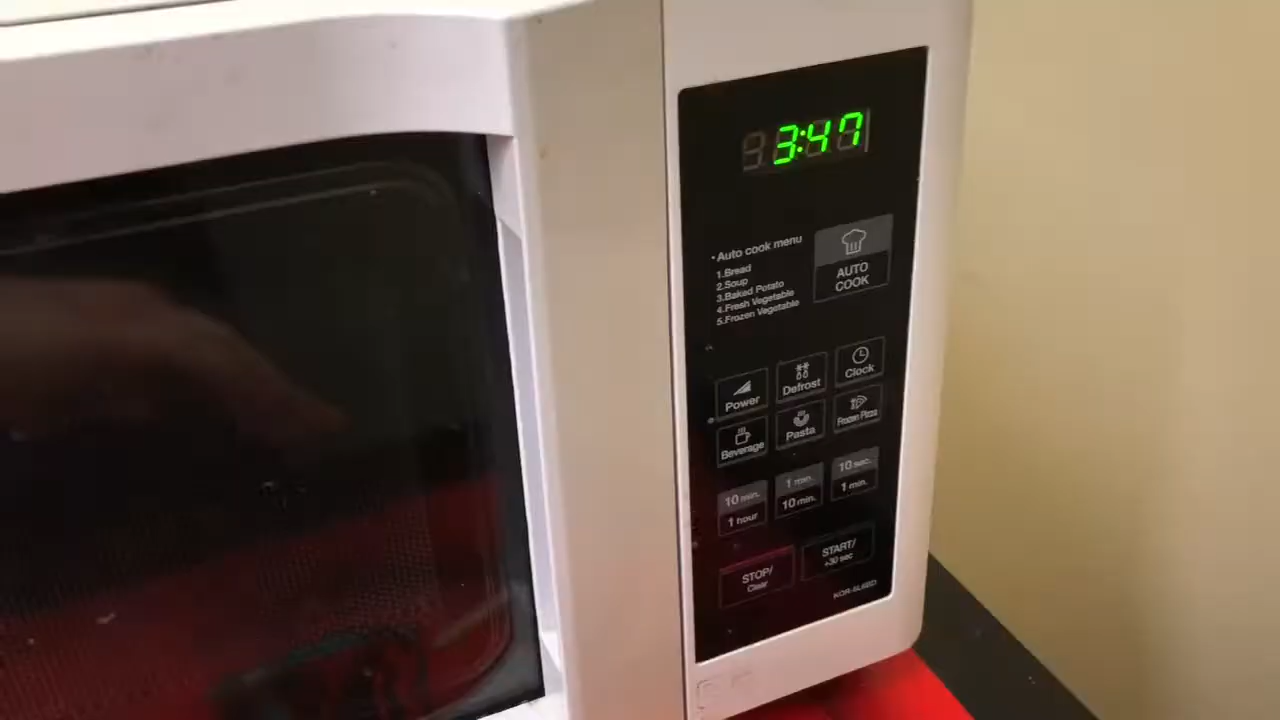 3:47
•Auto cook menu
1.Bread
2.Soup
3.Baked Potato
4.Fresh Vegetable
5.Frozen Vegetable
AUTO
COOK
Power
Defrost
Clock
Beverage
Pasta
Frozen Pizza
10 min.
1 hour
1 min.
10 min.
10 sec.
1 min.
STOP/
Clear
START/
+30 sec